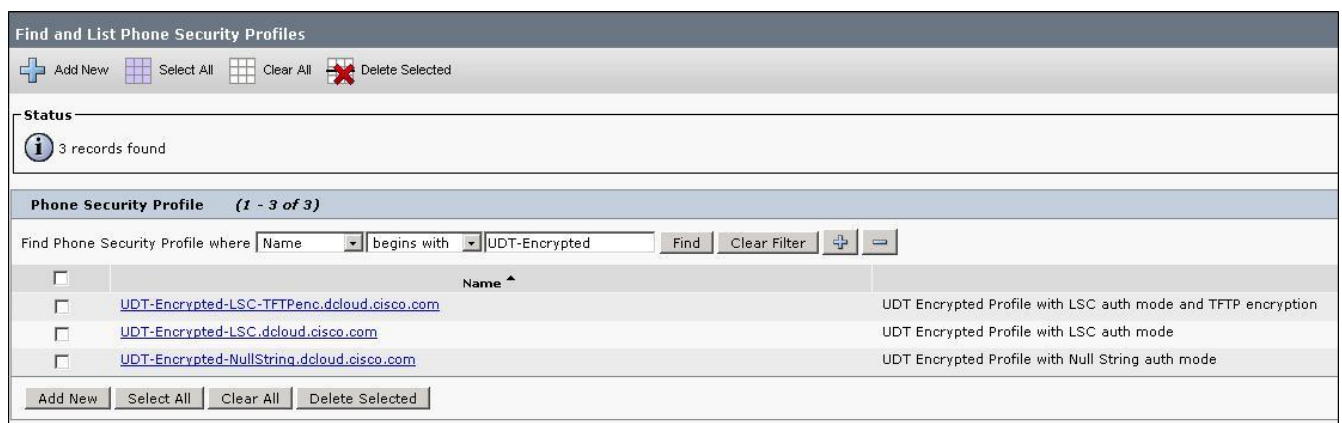 Find and List Phone Security Profiles
Add New Select All Clear All Delete Selected
Status
3 records found
Phone Security Profile (1 - 3 of 3)
Find Phone Security Profile where Name begins with UDT-Encrypted Find Clear Filter
Name
UDT-Encrypted-LSC-TFTPenc.dcloud.cisco.com UDT Encrypted Profile with LSC auth mode and TFTP encryption
UDT-Encrypted-LSC.dcloud.cisco.com UDT Encrypted Profile with LSC auth mode
UDT-Encrypted-NullString.dcloud.cisco.com UDT Encrypted Profile with Null String auth mode
Add New Select All Clear All Delete Selected